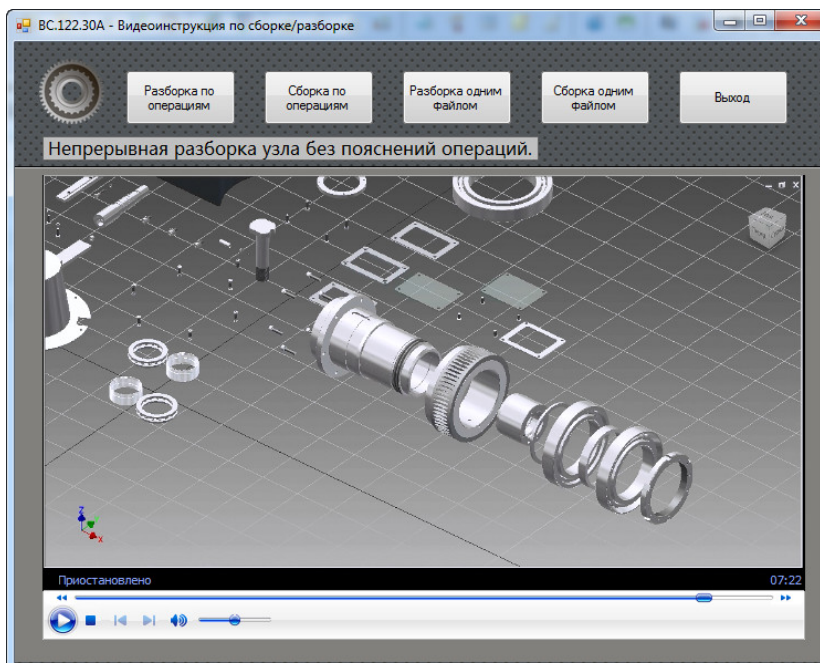 ВС.122.30А - Видеоинструкция по сборке/разборке
Разборка по
операциям
Сборка по
операциям
Разборка одним
файлом
Сборка одним
файлом
Выход
Непрерывная разборка узла без пояснений операций.
Z
X
Приостановлено
07:22